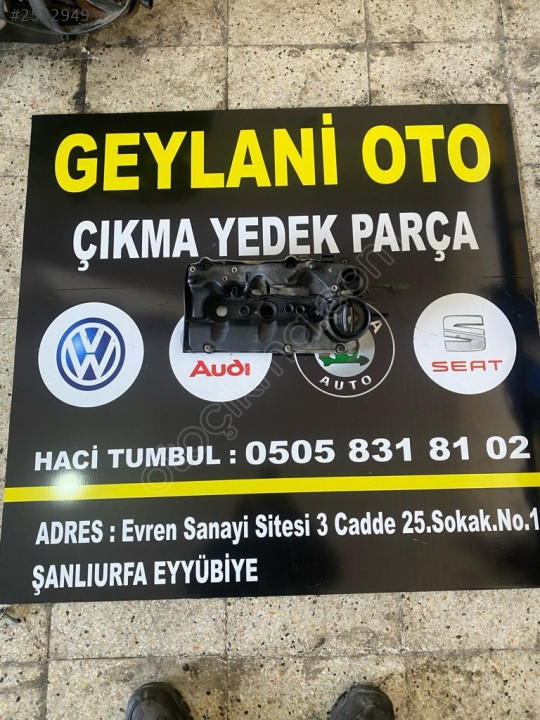 #2512949
GEYLANİ OTO
ÇIKMA YEDEK PARÇA
Audi
AUTO
SEAT
HACİ TUMBUL : 0505 831 81 02
ADRES : Evren Sanayi Sitesi 3 Cadde 25.Sokak.No.1
ŞANLIURFA EYYÜBİYE